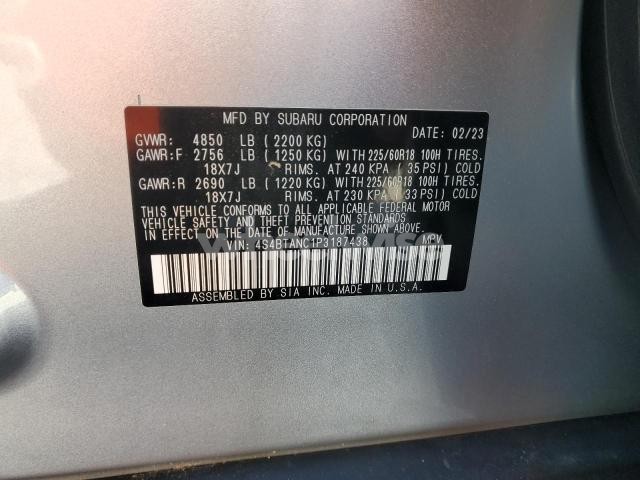 MFD BY SUBARU CORPORATION
DATE: 02/23
GVWR: 4850 LB (2200 KG)
GAWR:F 2756 LB (1250 KG) WITH 225/60R18 100H TIRES.
18X7J RIMS. AT 240 KPA (35 PSI) COLD
GAWR:R 2690 LB (1220 KG) WITH 225/60R18 100H TIRES.
18X7J RIMS. AT 230 KPA (33 PSI) COLD
THIS VEHICLE CONFORMS TO ALL APPLICABLE FEDERAL MOTOR
VEHICLE SAFETY AND THEFT PREVENTION STANDARDS
IN EFFECT ON THE DATE OF MANUFACTURE SHOWN ABOVE.
VIN: 4S4BTANC1P3187438 MPV
ASSEMBLED BY SIA INC. MADE IN U.S.A.